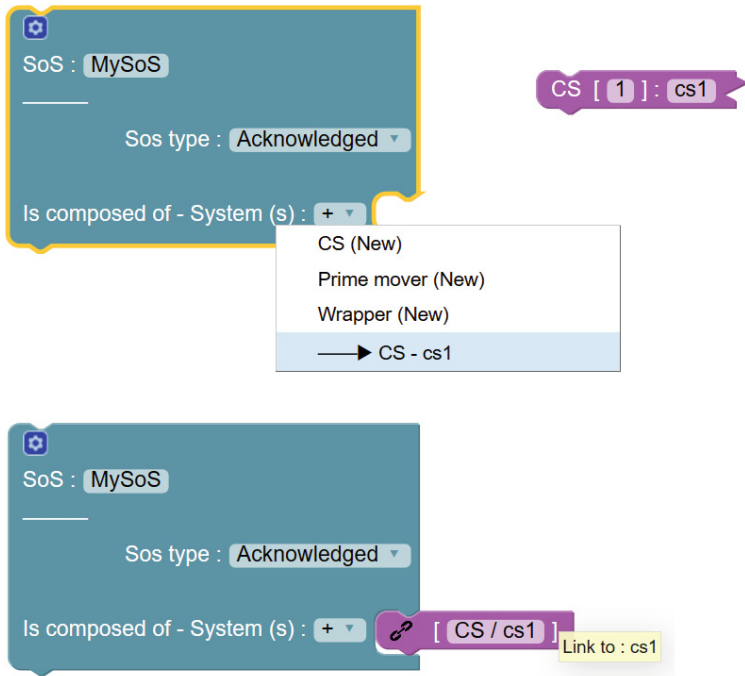 SoS : MySoS
CS [ 1 ] : cs1
Sos type : Acknowledged
Is composed of - System (s) : +
CS (New)
Prime mover (New)
Wrapper (New)
CS - cs1
SoS : MySoS
Sos type : Acknowledged
Is composed of - System (s) : + [ CS / cs1 ]
Link to : cs1